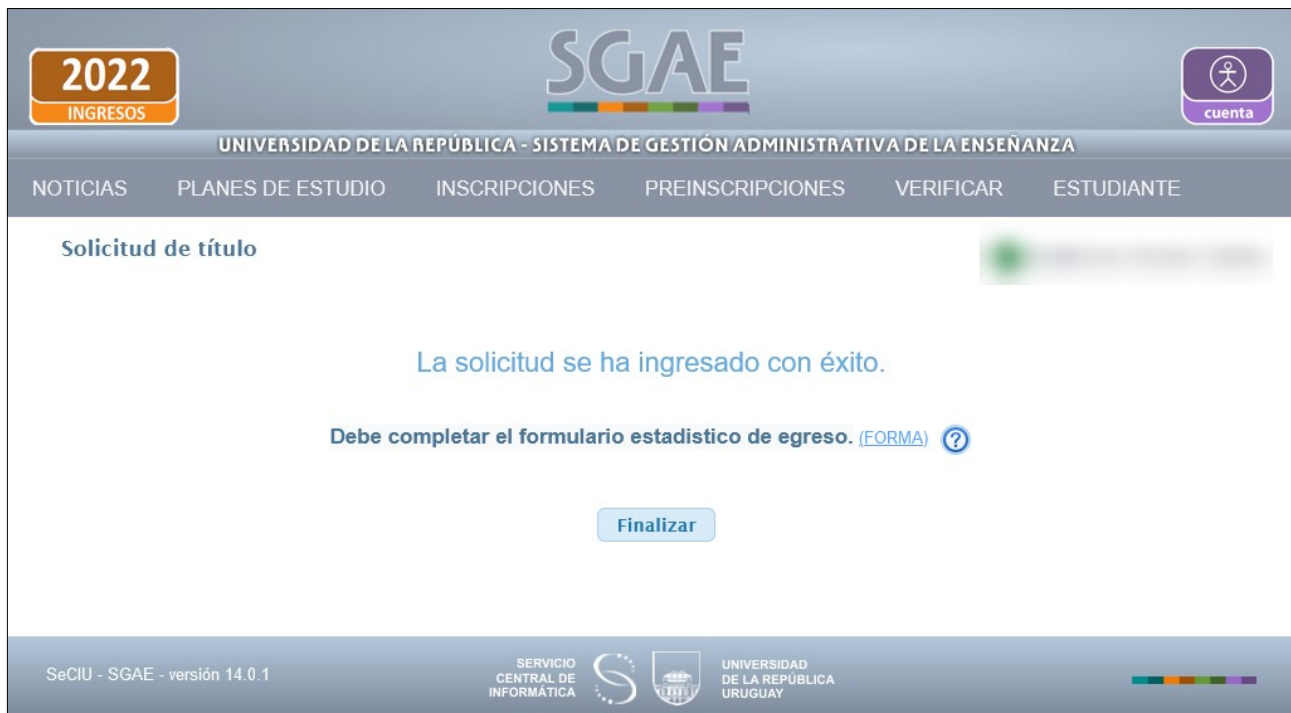 2022
INGRESOS
SGAE
cuenta
UNIVERSIDAD DE LA REPÚBLICA - SISTEMA DE GESTIÓN ADMINISTRATIVA DE LA ENSEÑANZA
NOTICIAS PLANES DE ESTUDIO INSCRIPCIONES PREINSCRIPCIONES VERIFICAR ESTUDIANTE
Solicitud de título
La solicitud se ha ingresado con éxito.
Debe completar el formulario estadistico de egreso. (FORMA) ?
Finalizar
SeCIU - SGAE - versión 14.0.1
SERVICIO
CENTRAL DE
INFORMÁTICA
UNIVERSIDAD
DE LA REPÚBLICA
URUGUAY